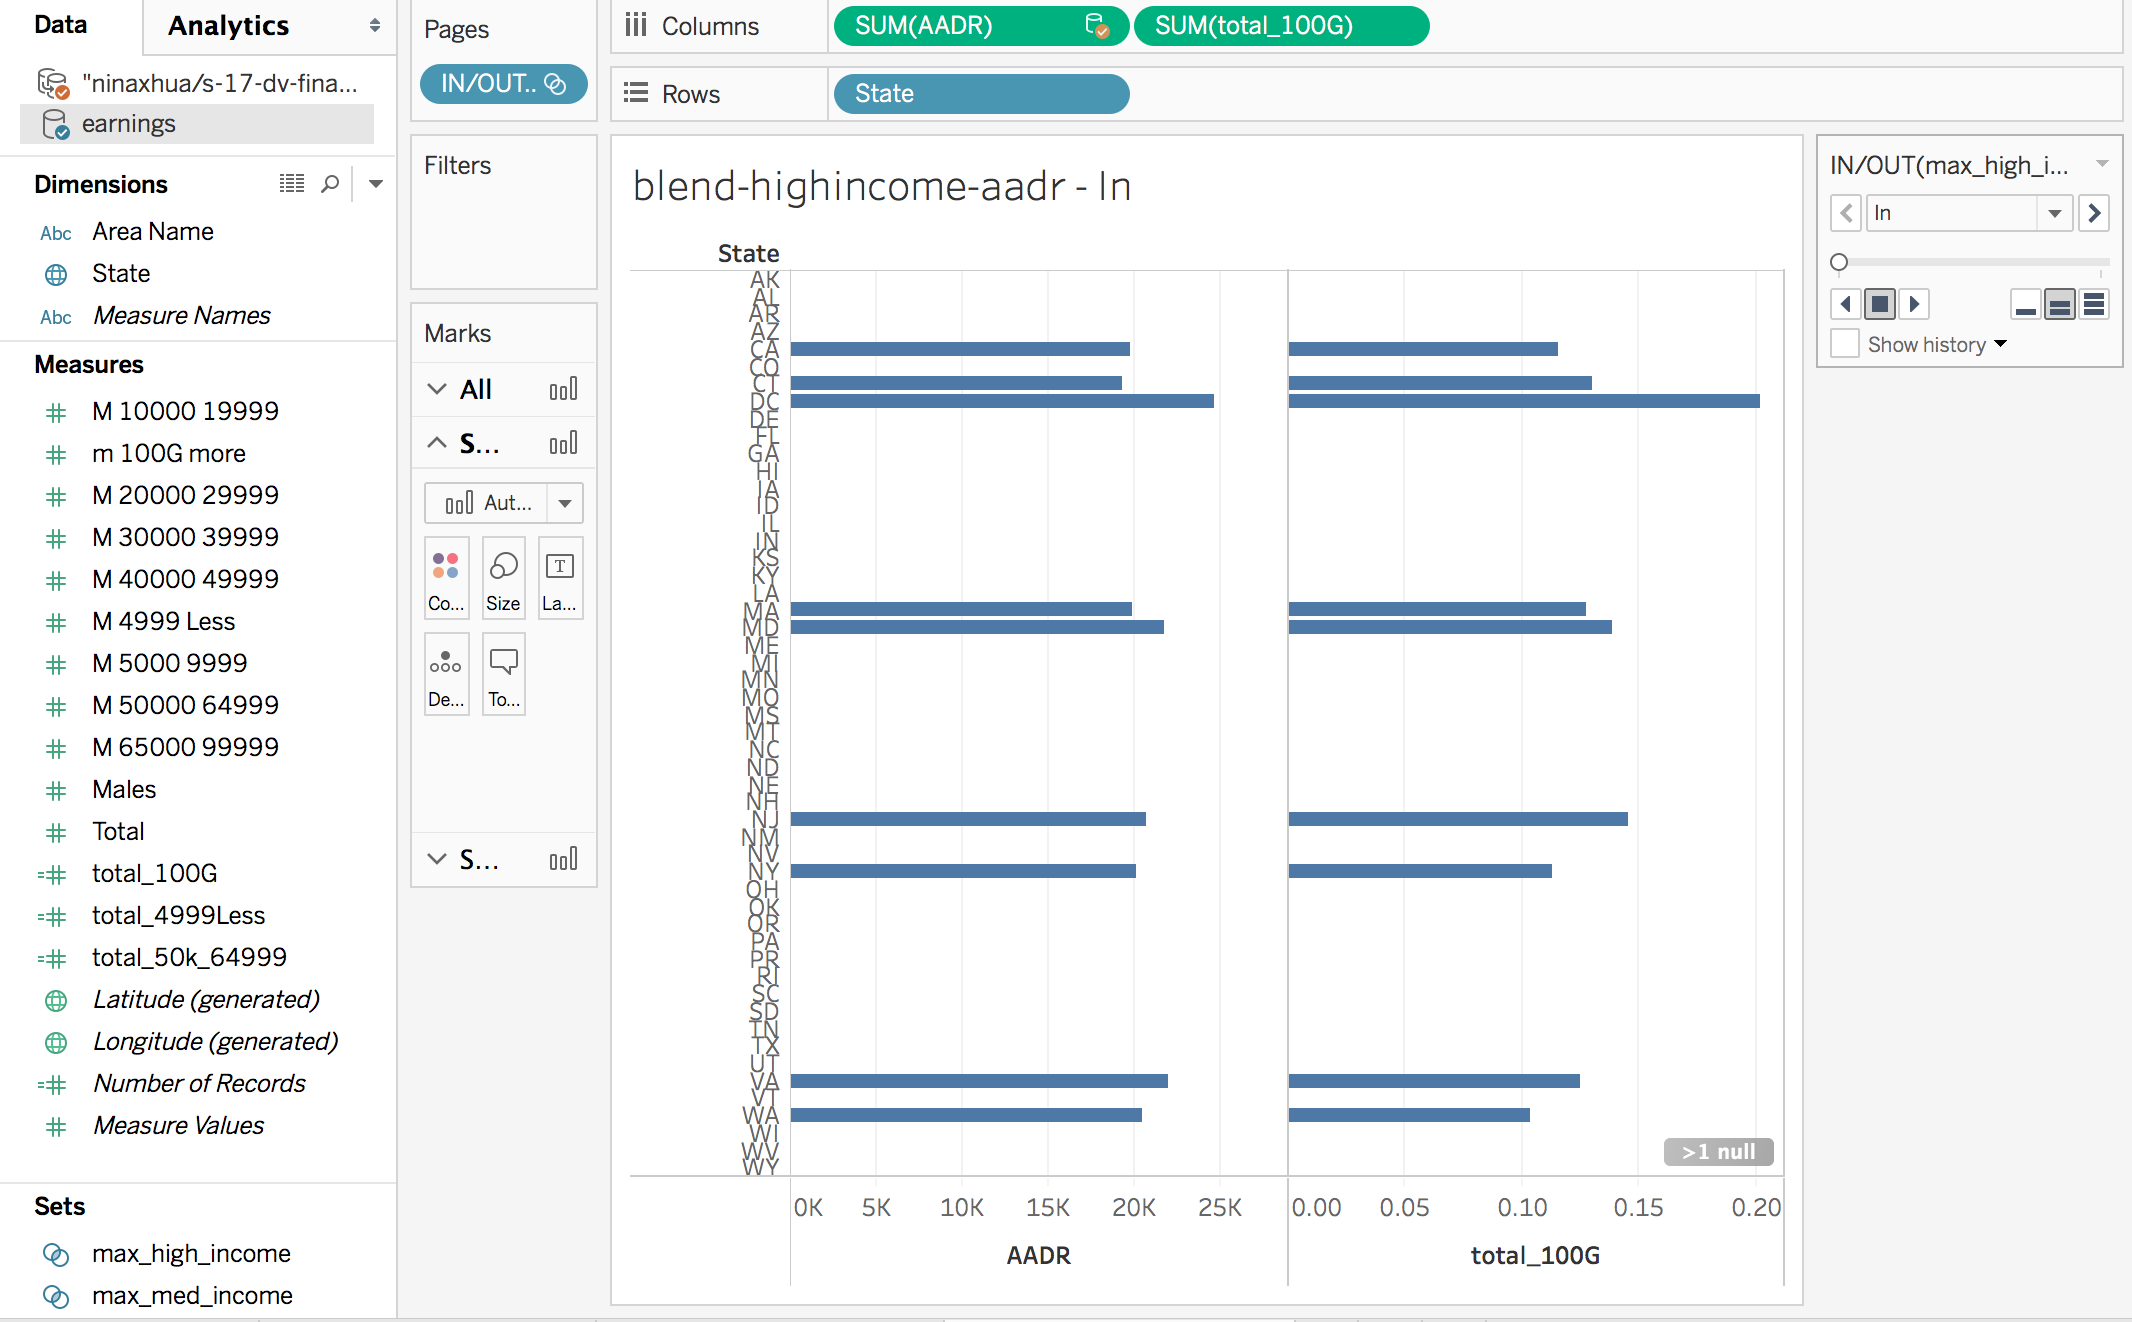 Data
Analytics
"ninaxhua/s-17-dv-fina...
earnings
Dimensions
Abc Area Name
State
Abc Measure Names
Measures
M 10000 19999
m 100G more
M 20000 29999
M 30000 39999
M 40000 49999
M 4999 Less
M 5000 9999
M 50000 64999
M 65000 99999
Males
Total
total_100G
total_4999Less
total_50k_64999
Latitude (generated)
Longitude (generated)
Number of Records
Measure Values
Sets
max_high_income
max_med_income
Pages
IN/OUT..
Filters
Marks
All
S...
Aut...
Co...
Size
T
La...
De...
To...
S...
Columns
SUM(AADR)
SUM(total_100G)
Rows
State
blend-highincome-aadr - In
State
AK
AL
AR
AZ
CA
CO
CT
DC
DE
FL
GA
HI
IA
ID
IL
IN
KS
KY
LA
MA
MD
ME
MI
MN
MO
MS
MT
NC
ND
NE
NH
NJ
NM
NV
NY
OH
OK
OR
PA
PR
RI
SC
SD
TN
TX
UT
VA
VT
WA
WI
WV
WY
>1 null
0K 5K 10K 15K 20K 25K
0.00 0.05 0.10 0.15 0.20
AADR
total_100G
IN/OUT(max_high_i...
In
Show history